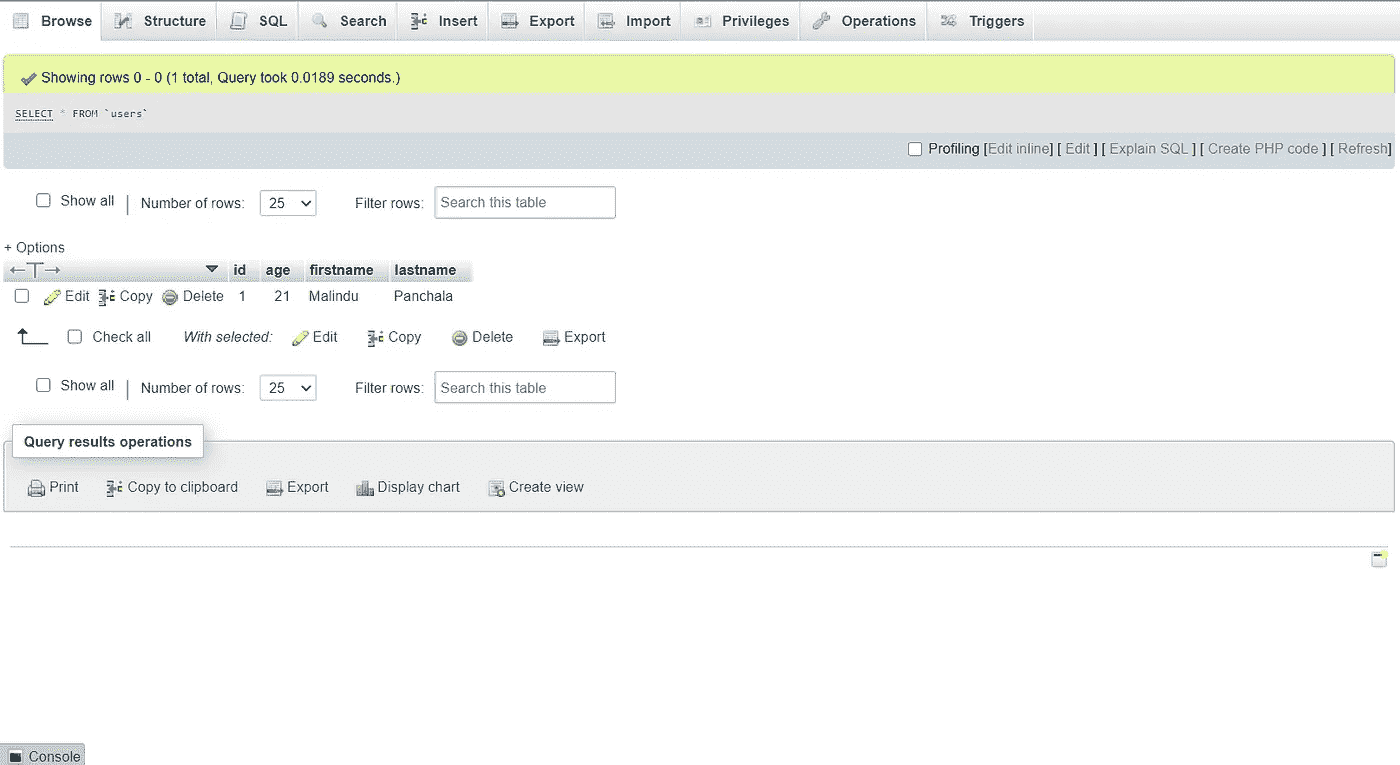 Browse Structure SQL Search Insert Export Import Privileges Operations Triggers
Showing rows 0 - 0 (1 total, Query took 0.0189 seconds.)
SELECT * FROM `users`
Profiling [Edit inline] [ Edit ] [ Explain SQL ] [ Create PHP code ] [ Refresh]
Show all | Number of rows: 25 Filter rows: Search this table
+ Options
←T→ id age firstname lastname
Edit Copy Delete 1 21 Malindu Panchala
Check all With selected: Edit Copy Delete Export
Show all | Number of rows: 25 Filter rows: Search this table
Query results operations
Print Copy to clipboard Export Display chart Create view
Console